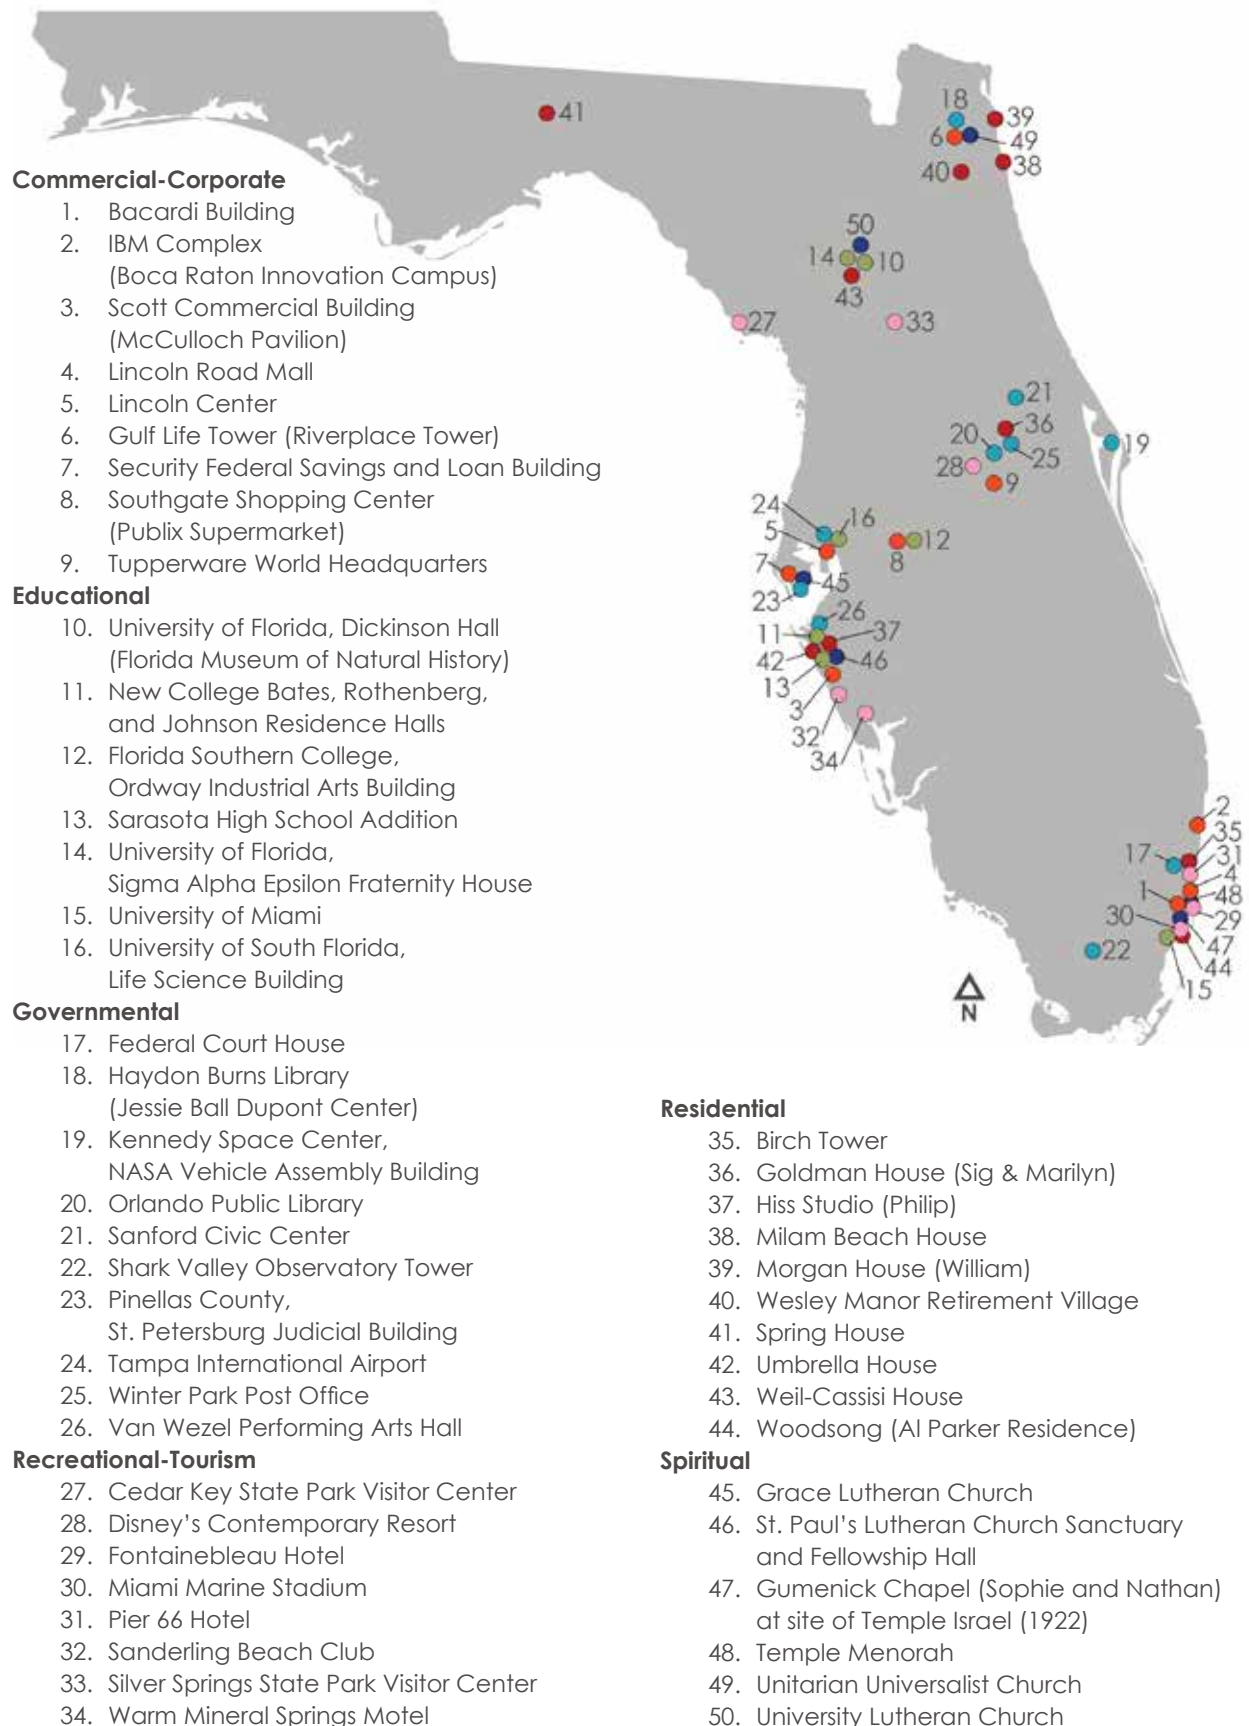 41
18
39
6
49
40
38
50
14
10
43
27
33
21
36
20
25
19
28
9
24
16
5
12
8
7
45
23
26
11
37
42
46
13
3
32
34
2
35
17
31
4
1
48
30
29
47
22
44
15
N
Commercial-Corporate
1. Bacardi Building
2. IBM Complex
(Boca Raton Innovation Campus)
3. Scott Commercial Building
(McCulloch Pavilion)
4. Lincoln Road Mall
5. Lincoln Center
6. Gulf Life Tower (Riverplace Tower)
7. Security Federal Savings and Loan Building
8. Southgate Shopping Center
(Publix Supermarket)
9. Tupperware World Headquarters
Educational
10. University of Florida, Dickinson Hall
(Florida Museum of Natural History)
11. New College Bates, Rothenberg,
and Johnson Residence Halls
12. Florida Southern College,
Ordway Industrial Arts Building
13. Sarasota High School Addition
14. University of Florida,
Sigma Alpha Epsilon Fraternity House
15. University of Miami
16. University of South Florida,
Life Science Building
Governmental
17. Federal Court House
18. Haydon Burns Library
(Jessie Ball Dupont Center)
19. Kennedy Space Center,
NASA Vehicle Assembly Building
20. Orlando Public Library
21. Sanford Civic Center
22. Shark Valley Observatory Tower
23. Pinellas County,
St. Petersburg Judicial Building
24. Tampa International Airport
25. Winter Park Post Office
26. Van Wezel Performing Arts Hall
Recreational-Tourism
27. Cedar Key State Park Visitor Center
28. Disney's Contemporary Resort
29. Fontainebleau Hotel
30. Miami Marine Stadium
31. Pier 66 Hotel
32. Sanderling Beach Club
33. Silver Springs State Park Visitor Center
34. Warm Mineral Springs Motel
Residential
35. Birch Tower
36. Goldman House (Sig & Marilyn)
37. Hiss Studio (Philip)
38. Milam Beach House
39. Morgan House (William)
40. Wesley Manor Retirement Village
41. Spring House
42. Umbrella House
43. Weil-Cassisi House
44. Woodsong (Al Parker Residence)
Spiritual
45. Grace Lutheran Church
46. St. Paul's Lutheran Church Sanctuary
and Fellowship Hall
47. Gumenick Chapel (Sophie and Nathan)
at site of Temple Israel (1922)
48. Temple Menorah
49. Unitarian Universalist Church
50. University Lutheran Church